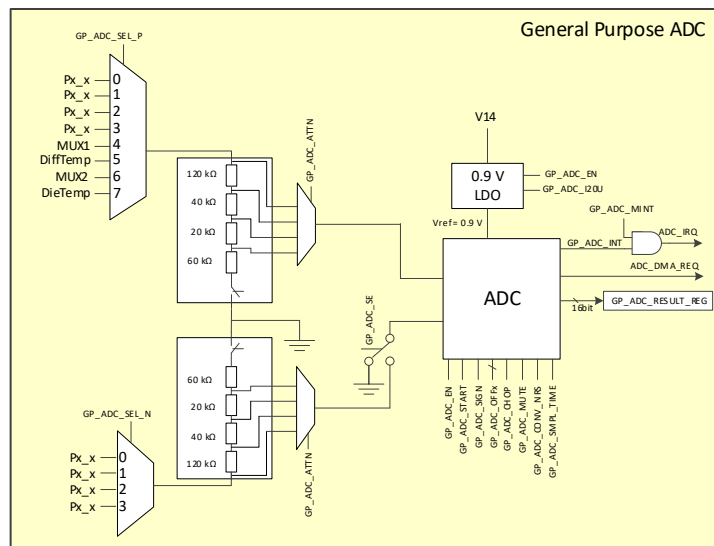 General Purpose ADC
GP_ADC_SEL_P
Px_x 0
Px_x 1
Px_x 2
Px_x 3
MUX1 4
DiffTemp 5
MUX2 6
DieTemp 7
120 kΩ
40 kΩ
20 kΩ
60 kΩ
GP_ADC_ATTN
V14
0.9 V
LDO
GP_ADC_EN
GP_ADC_I20U
Vref= 0.9 V
GP_ADC_MINT
GP_ADC_INT
ADC_IRQ
ADC_DMA_REQ
ADC
16bit
GP_ADC_RESULT_REG
GP_ADC_SE
60 kΩ
20 kΩ
40 kΩ
120 kΩ
GP_ADC_ATTN
GP_ADC_EN
GP_ADC_START
GP_ADC_SIGN
GP_ADC_OFFx
GP_ADC_CHOP
GP_ADC_MUTE
GP_ADC_CONV_NRS
GP_ADC_SMPL_TIME
GP_ADC_SEL_N
Px_x 0
Px_x 1
Px_x 2
Px_x 3